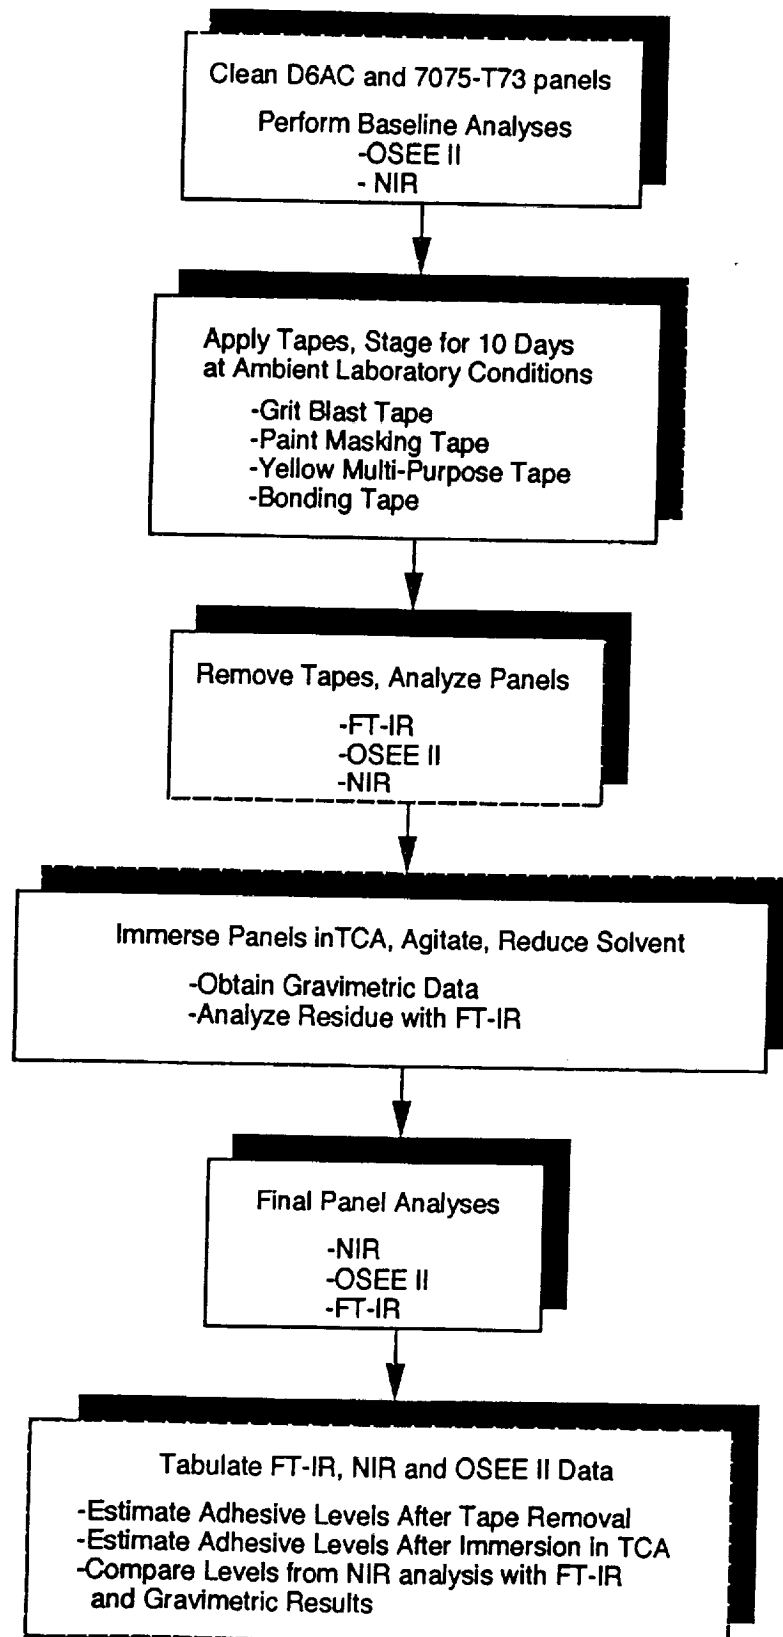 Clean D6AC and 7075-T73 panels
Perform Baseline Analyses
-OSEE II
- NIR
Apply Tapes, Stage for 10 Days
at Ambient Laboratory Conditions
-Grit Blast Tape
-Paint Masking Tape
-Yellow Multi-Purpose Tape
-Bonding Tape
Remove Tapes, Analyze Panels
-FT-IR
-OSEE II
-NIR
Immerse Panels inTCA, Agitate, Reduce Solvent
-Obtain Gravimetric Data
-Analyze Residue with FT-IR
Final Panel Analyses
-NIR
-OSEE II
-FT-IR
Tabulate FT-IR, NIR and OSEE II Data
-Estimate Adhesive Levels After Tape Removal
-Estimate Adhesive Levels After Immersion in TCA
-Compare Levels from NIR analysis with FT-IR
and Gravimetric Results